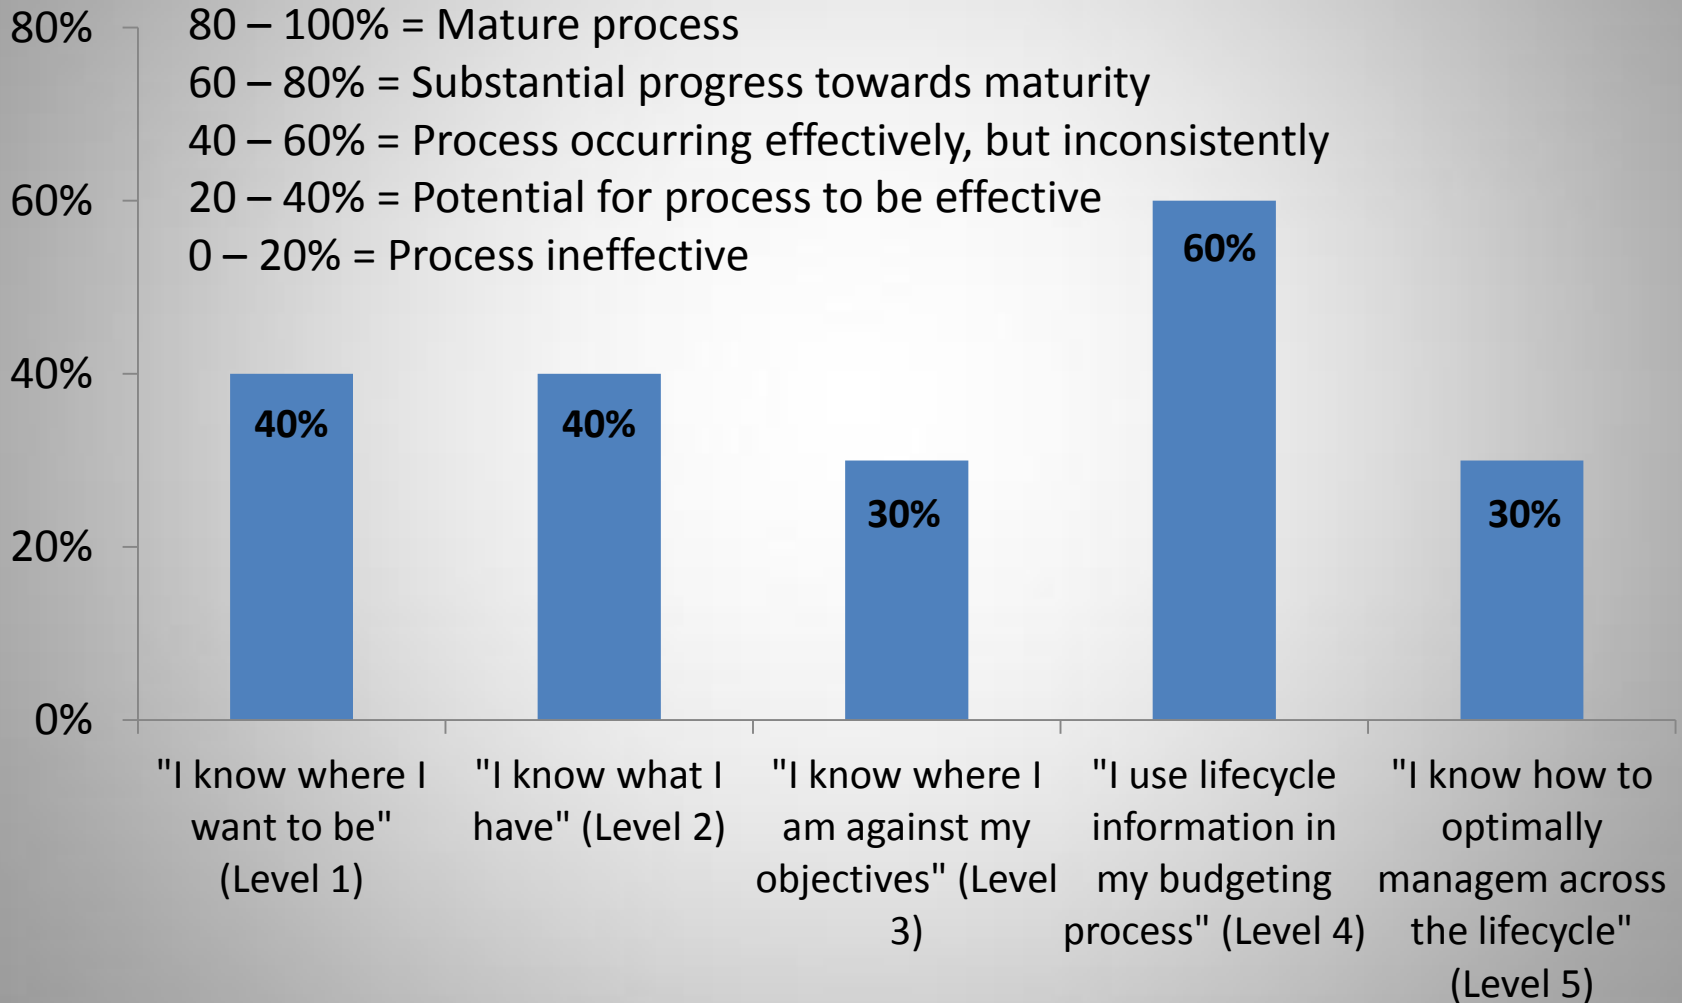 80%
80 – 100% = Mature process
60 – 80% = Substantial progress towards maturity
40 – 60% = Process occurring effectively, but inconsistently
60%
20 – 40% = Potential for process to be effective
0 – 20% = Process ineffective
60%
40%
40%
40%
30%
30%
20%
0%
"I know where I
want to be"
(Level 1)
"I know what I
have" (Level 2)
"I know where I
am against my
objectives" (Level
3)
"I use lifecycle
information in
my budgeting
process" (Level 4)
"I know how to
optimally
managem across
the lifecycle"
(Level 5)